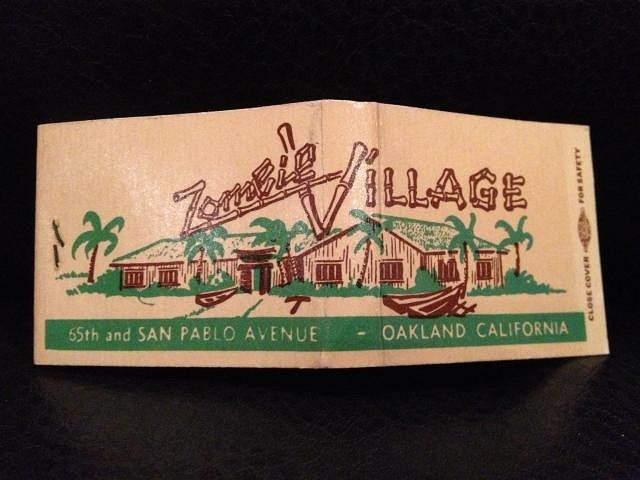 Zombie VILLAGE
65th and SAN PABLO AVENUE - OAKLAND CALIFORNIA
CLOSE COVER FOR SAFETY